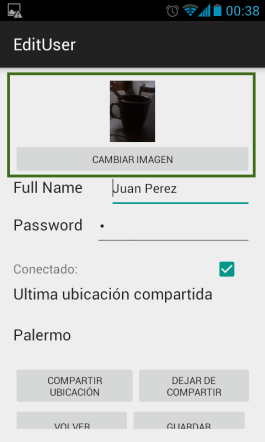 00:38
EditUser
CAMBIAR IMAGEN
Full Name Juan Perez
Password •
Conectado:
Ultima ubicación compartida
Palermo
COMPARTIR DEJAR DE
UBICACIÓN COMPARTIR
VOLVER GUARDAR